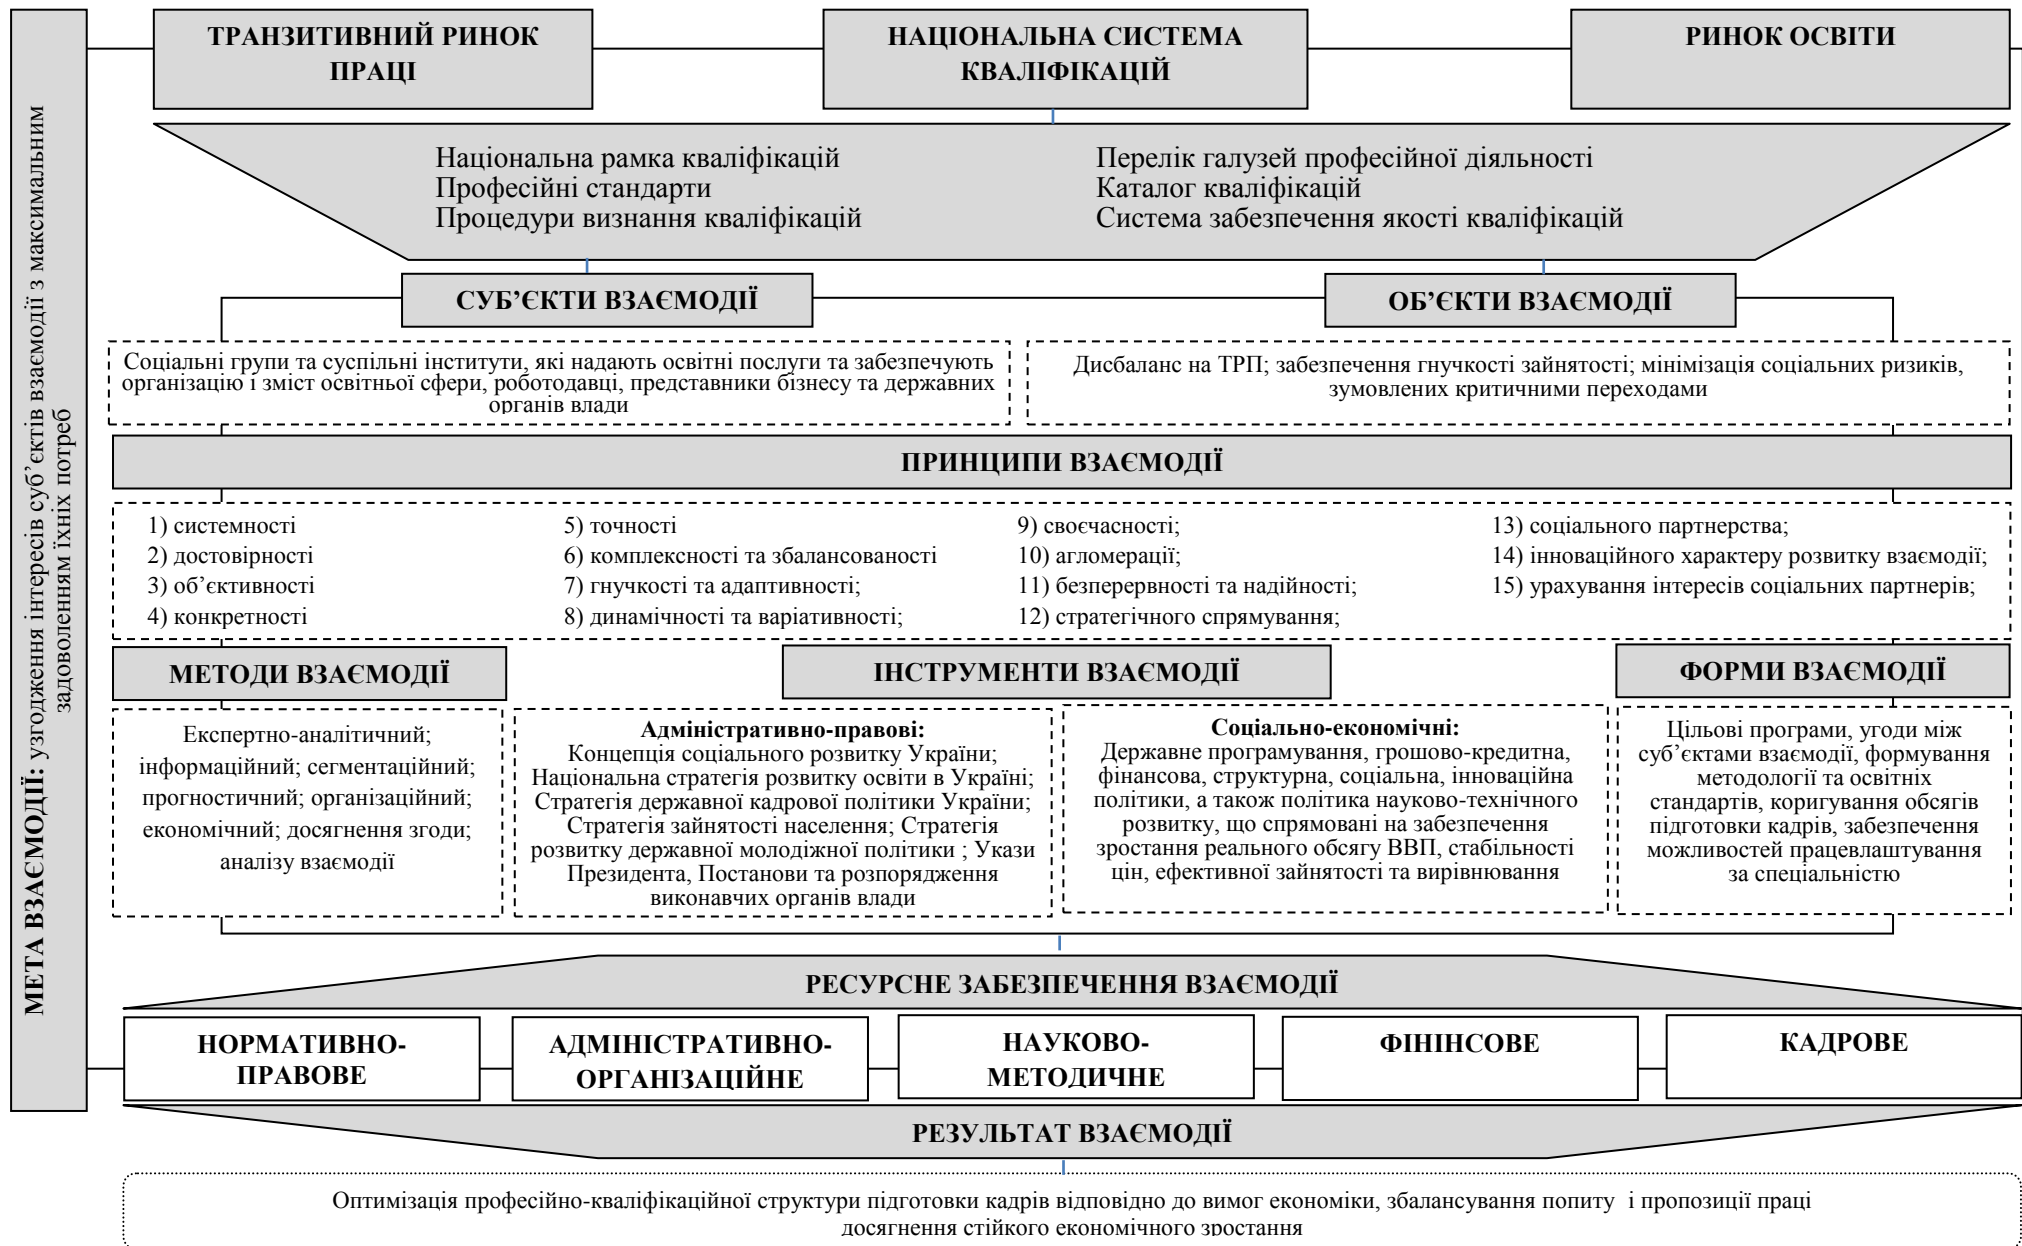 МЕТА ВЗАЄМОДІЇ: узгодження інтересів суб’єктів взаємодії з максимальним
задоволенням їхніх потреб
ТРАНЗИТИВНИЙ РИНОК
ПРАЦІ
НАЦІОНАЛЬНА СИСТЕМА
КВАЛІФІКАЦІЙ
РИНОК ОСВІТИ
Національна рамка кваліфікацій
Професійні стандарти
Процедури визнання кваліфікацій
Перелік галузей професійної діяльності
Каталог кваліфікацій
Система забезпечення якості кваліфікацій
СУБ’ЄКТИ ВЗАЄМОДІЇ
ОБ’ЄКТИ ВЗАЄМОДІЇ
Соціальні групи та суспільні інститути, які надають освітні послуги та забезпечують
організацію і зміст освітньої сфери, роботодавці, представники бізнесу та державних
органів влади
Дисбаланс на ТРП; забезпечення гнучкості зайнятості; мінімізація соціальних ризиків,
зумовлених критичними переходами
ПРИНЦИПИ ВЗАЄМОДІЇ
1) системності
2) достовірності
3) об’єктивності
4) конкретності
5) точності
6) комплексності та збалансованості
7) гнучкості та адаптивності;
8) динамічності та варіативності;
9) своєчасності;
10) агломерації;
11) безперервності та надійності;
12) стратегічного спрямування;
13) соціального партнерства;
14) інноваційного характеру розвитку взаємодії;
15) урахування інтересів соціальних партнерів;
МЕТОДИ ВЗАЄМОДІЇ
ІНСТРУМЕНТИ ВЗАЄМОДІЇ
ФОРМИ ВЗАЄМОДІЇ
Експертно-аналітичний;
інформаційний; сегментаційний;
прогностичний; організаційний;
економічний; досягнення згоди;
аналізу взаємодії
Адміністративно-правові:
Концепція соціального розвитку України;
Національна стратегія розвитку освіти в Україні;
Стратегія державної кадрової політики України;
Стратегія зайнятості населення; Стратегія
розвитку державної молодіжної політики ; Укази
Президента, Постанови та розпорядження
виконавчих органів влади
Соціально-економічні:
Державне програмування, грошово-кредитна,
фінансова, структурна, соціальна, інноваційна
політики, а також політика науково-технічного
розвитку, що спрямовані на забезпечення
зростання реального обсягу ВВП, стабільності
цін, ефективної зайнятості та вирівнювання
Цільові програми, угоди між
суб’єктами взаємодії, формування
методології та освітніх
стандартів, коригування обсягів
підготовки кадрів, забезпечення
можливостей працевлаштування
за спеціальністю
РЕСУРСНЕ ЗАБЕЗПЕЧЕННЯ ВЗАЄМОДІЇ
НОРМАТИВНО-
ПРАВОВЕ
АДМІНІСТРАТИВНО-
ОРГАНІЗАЦІЙНЕ
НАУКОВО-
МЕТОДИЧНЕ
ФІНІНСОВЕ
КАДРОВЕ
РЕЗУЛЬТАТ ВЗАЄМОДІЇ
Оптимізація професійно-кваліфікаційної структури підготовки кадрів відповідно до вимог економіки, збалансування попиту і пропозиції праці
досягнення стійкого економічного зростання